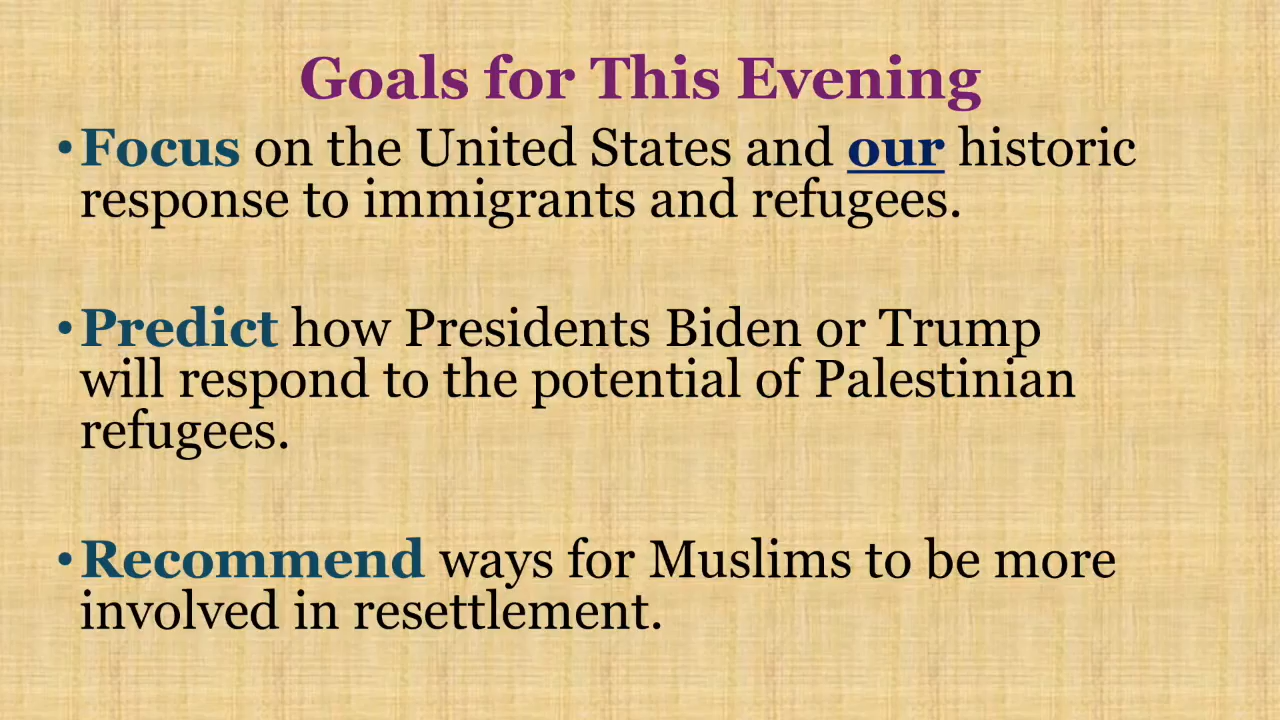 Goals for This Evening
•Focus on the United States and our historic
response to immigrants and refugees.
•Predict how Presidents Biden or Trump
will respond to the potential of Palestinian
refugees.
•Recommend ways for Muslims to be more
involved in resettlement.